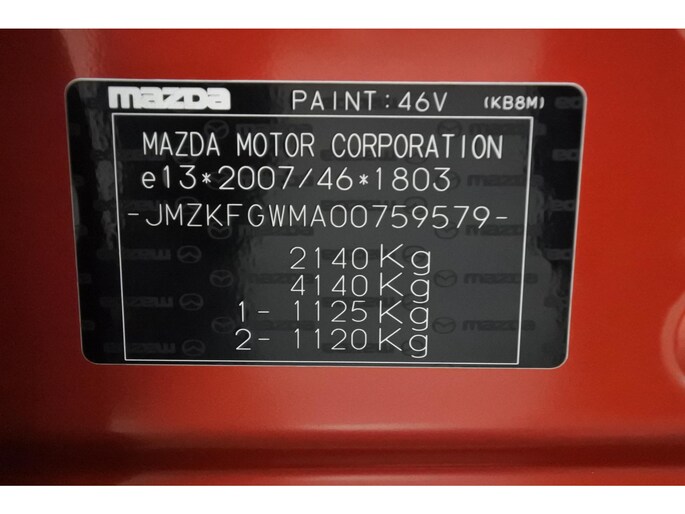 mazda PAINT:46V (KB8M)
MAZDA MOTOR CORPORATION
e13*2007/46*1803
-JMZKFGWMA00759579-
2140Kg
4140Kg
1- 1125Kg
2- 1120Kg